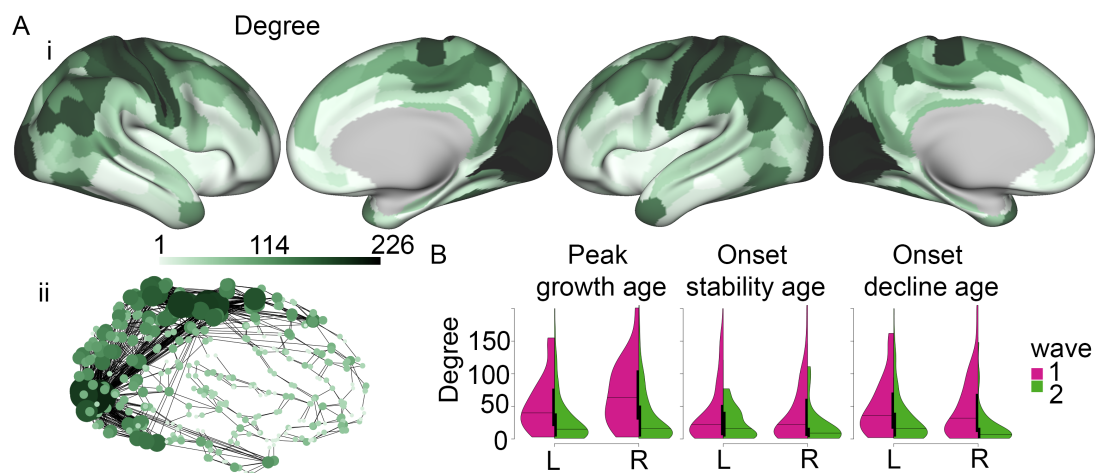 A
Degree
i
1 114 226
ii
B
Peak growth age
Onset stability age
Onset decline age
Degree
150
100
50
0
L R
L R
L R
wave
1
2